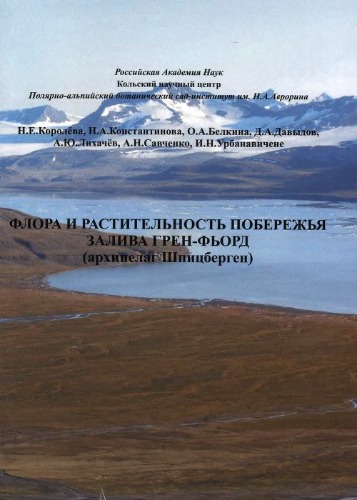 Российская Академия Наук
Кольский научный центр
Полярно-альпийский ботанический сад-институт им. Н.А.Аврорина
Н.Е.Королёва, Н.А.Константинова, О.А.Белкина, Д.А.Давыдов,
А.Ю.Лихачёв, А.Н.Савченко, И.Н.Урбанавичене
ФЛОРА И РАСТИТЕЛЬНОСТЬ ПОБЕРЕЖЬЯ
ЗАЛИВА ГРЕН-ФЬОРД
(архипелаг Шпицберген)